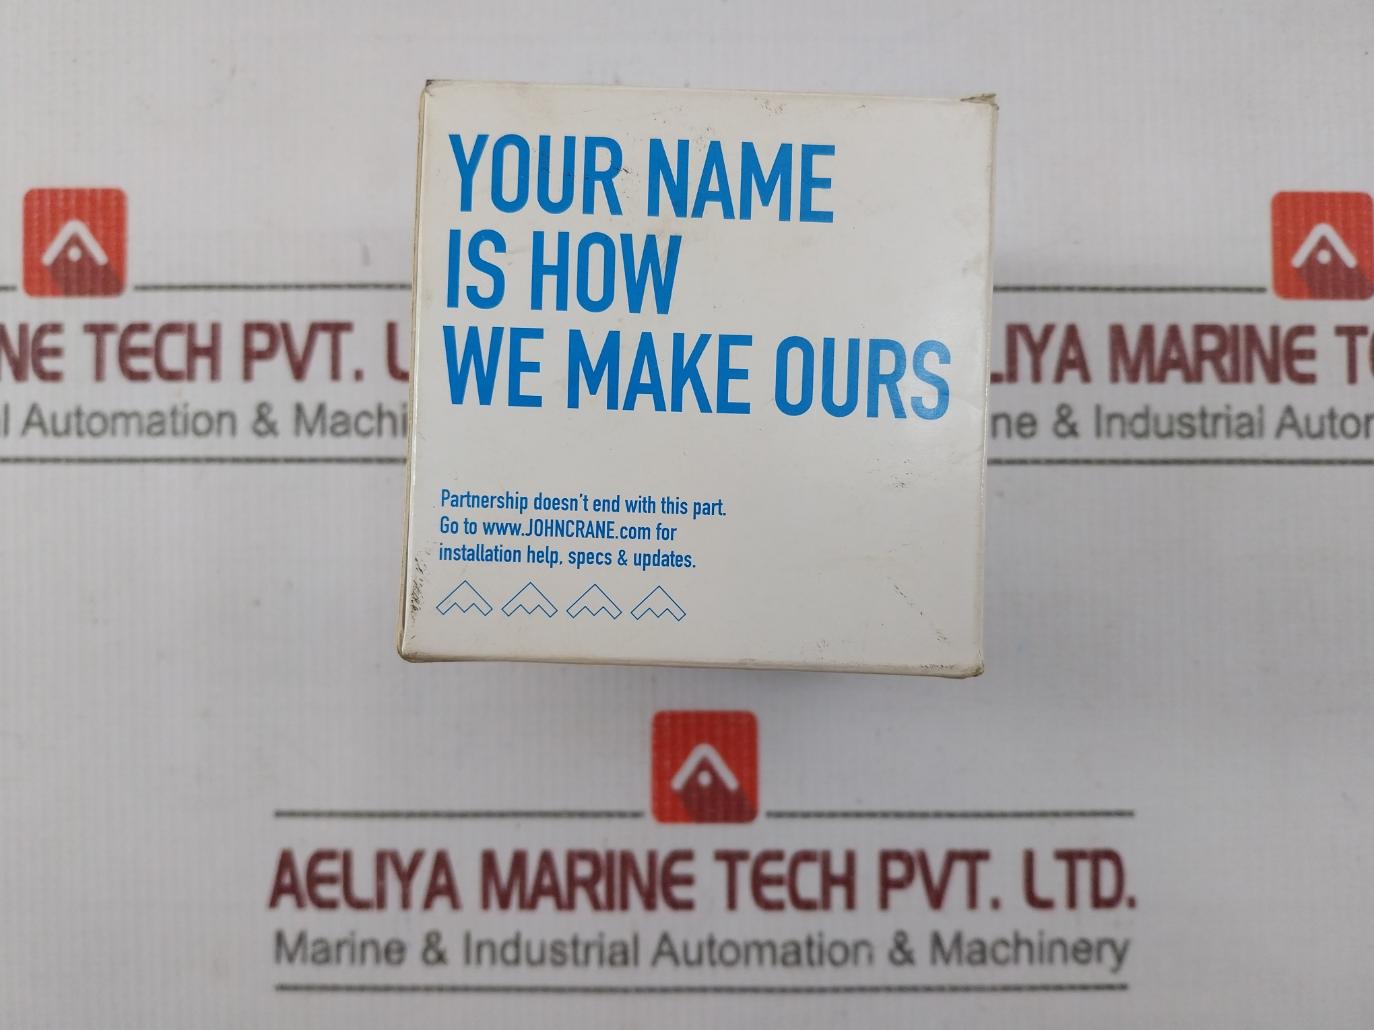 YOUR NAME
IS HOW
WE MAKE OURS
Partnership doesn't end with this part.
Go to www.JOHNCRANE.com for
installation help, specs & updates.
NE TECH PVT. L
l Automation & Machi
LIYA MARINE T
ne & Industrial Autor
AELIYA MARINE TECH PVT. LTD.
Marine & Industrial Automation & Machinery